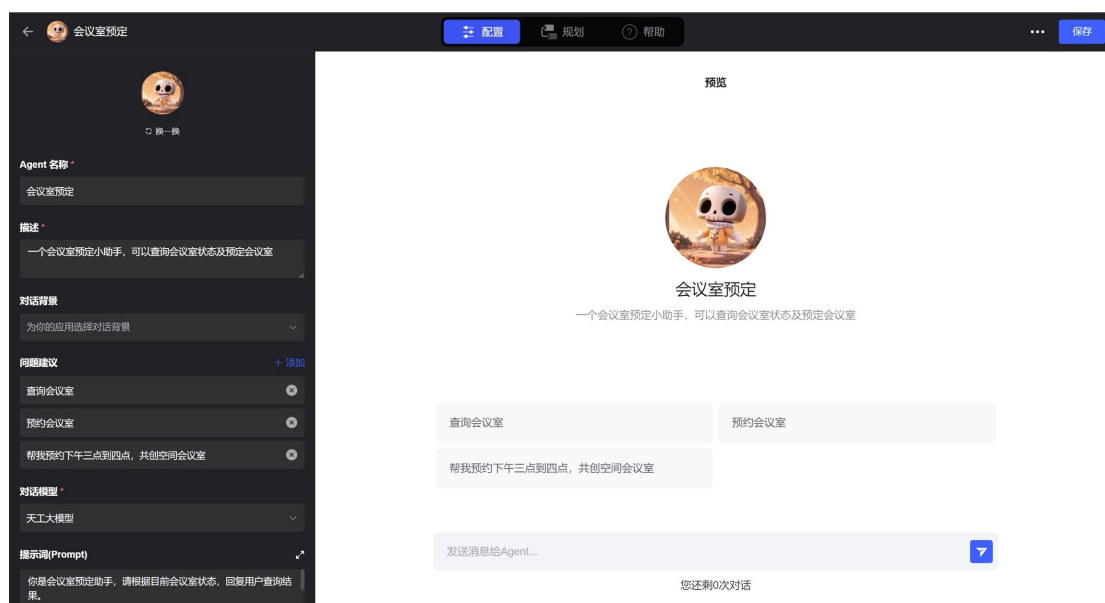 会议室预定
配置
规划
帮助
保存
换一换
Agent 名称 *
会议室预定
描述 *
一个会议室预定小助手，可以查询会议室状态及预定会议室
对话背景
为你的应用选择对话背景
问题建议
+ 添加
查询会议室
预约会议室
帮我预约下午三点到四点，共创空间会议室
对话模型 *
天工大模型
提示词(Prompt)
你是会议室预定助手，请根据目前会议室状态，回复用户查询结
果。
预览
会议室预定
一个会议室预定小助手，可以查询会议室状态及预定会议室
查询会议室
预约会议室
帮我预约下午三点到四点，共创空间会议室
发送消息给Agent...
您还剩0次对话